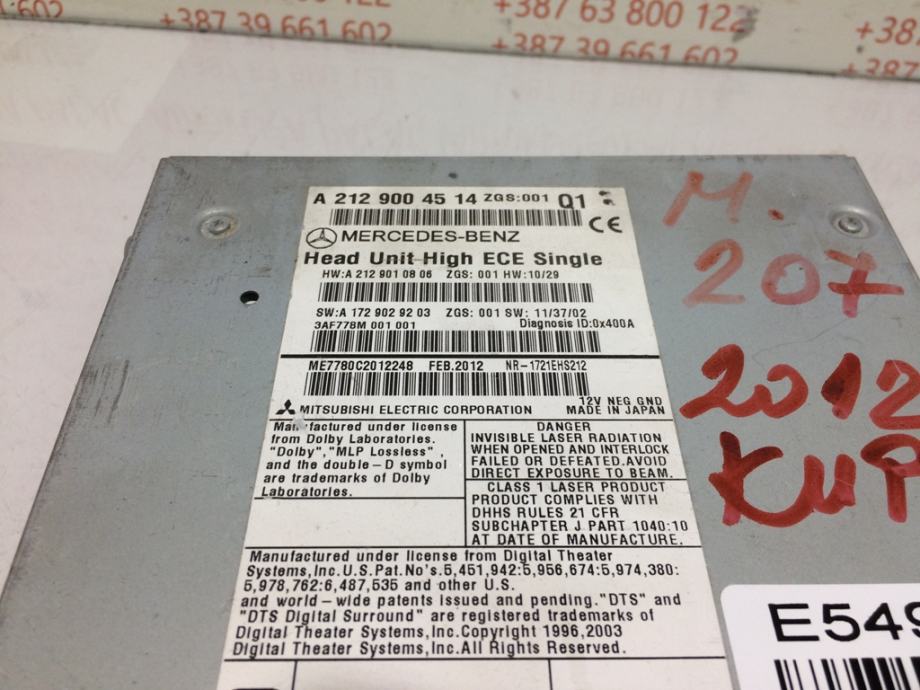 +387 63 800 122
+387 39 661 602
A 212 900 45 14 ZGS:001 Q1
CE
MERCEDES-BENZ
Head Unit High ECE Single
HW:A 212 901 08 06 ZGS: 001 HW:10/29
SW:A 172 902 92 03 ZGS: 001 SW: 11/37/02
3AF778M 001 001 Diagnosis ID:0x400A
ME7780C2012248 FEB.2012 NR-1721EHS212
12V NEG GND
MITSUBISHI ELECTRIC CORPORATION MADE IN JAPAN
Manufactured under license
from Dolby Laboratories.
"Dolby","MLP Lossless",
and the double-D symbol
are trademarks of Dolby
Laboratories.
DANGER
INVISIBLE LASER RADIATION
WHEN OPENED AND INTERLOCK
FAILED OR DEFEATED.AVOID
DIRECT EXPOSURE TO BEAM.
CLASS 1 LASER PRODUCT
PRODUCT COMPLIES WITH
DHHS RULES 21 CFR
SUBCHAPTER J PART 1040:10
AT DATE OF MANUFACTURE.
Manufactured under license from Digital Theater
Systems,Inc.U.S.Pat.No's.5,451,942:5,956,674:5,974,380:
5,978,762:6,487,535 and other U.S.
and world-wide patents issued and pending."DTS" and
"DTS Digital Surround" are registered trademarks of
Digital Theater Systems,Inc.Copyright 1996,2003
Digital Theater Systems,Inc.All Rights Reserved.
M.
207
2012
KUP
E549